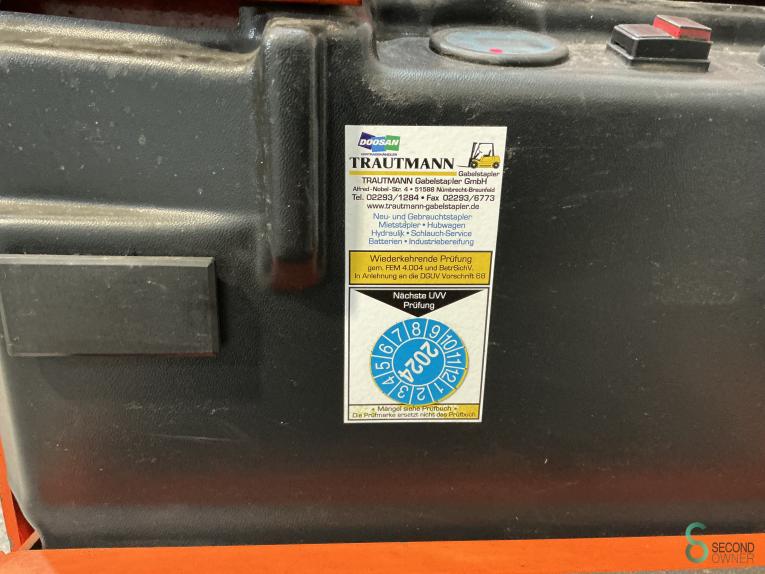 DOOSAN
VERTRAGSHÄNDLER
TRAUTMANN
Gabelstapler
TRAUTMANN Gabelstapler GmbH
Alfred-Nobel-Str. 4 • 51588 Nümbrecht-Breunfeld
Tel. 02293/1284 • Fax 02293/6773
www.trautmann-gabelstapler.de
Neu- und Gebrauchtstapler
Mietstapler • Hubwagen
Hydraulik • Schlauch-Service
Batterien • Industriebereifung
Wiederkehrende Prüfung
gem. FEM 4.004 und BetrSichV.
In Anlehnung an die DGUV Vorschrift 68
Nächste UVV
Prüfung
1 2 3 4 5 6 7 8 9 10 11 12
2024
• Mängel siehe Prüfbuch •
Die Prüfmarke ersetzt nicht das Prüfbuch
SECOND
OWNER